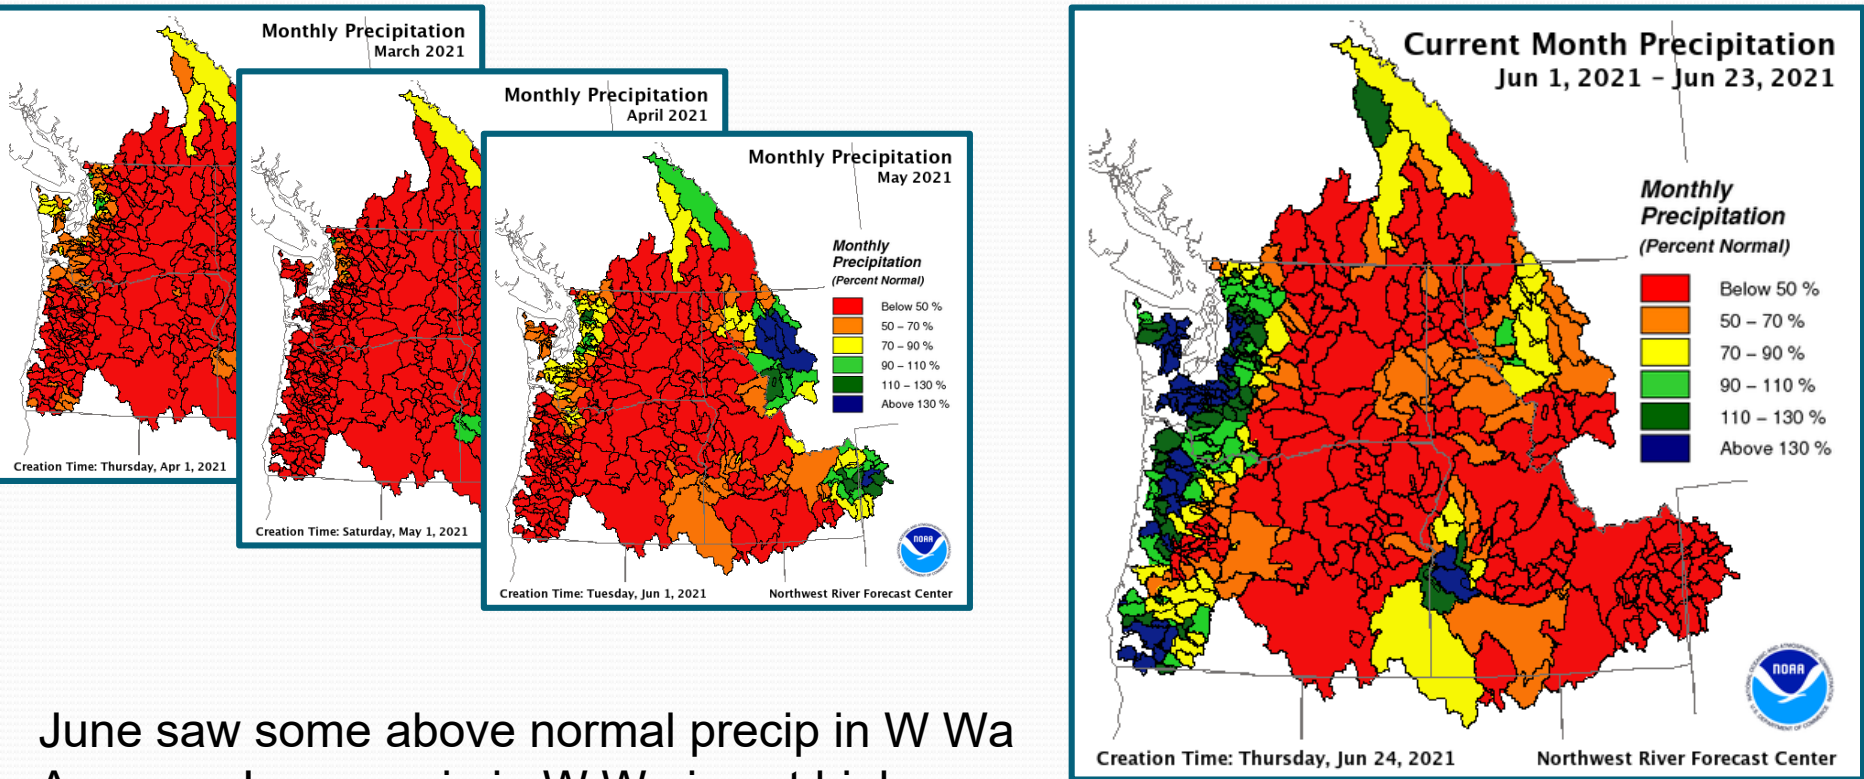 Monthly Precipitation
March 2021
Creation Time: Thursday, Apr 1, 2021
Monthly Precipitation
April 2021
Creation Time: Saturday, May 1, 2021
Monthly Precipitation
May 2021
Monthly
Precipitation
(Percent Normal)
Below 50 %
50 – 70 %
70 – 90 %
90 – 110 %
110 – 130 %
Above 130 %
NOAA
Creation Time: Tuesday, Jun 1, 2021
Northwest River Forecast Center
Current Month Precipitation
Jun 1, 2021 – Jun 23, 2021
Monthly
Precipitation
(Percent Normal)
Below 50 %
50 – 70 %
70 – 90 %
90 – 110 %
110 – 130 %
Above 130 %
NOAA
Creation Time: Thursday, Jun 24, 2021
Northwest River Forecast Center
June saw some above normal precip in W Wa